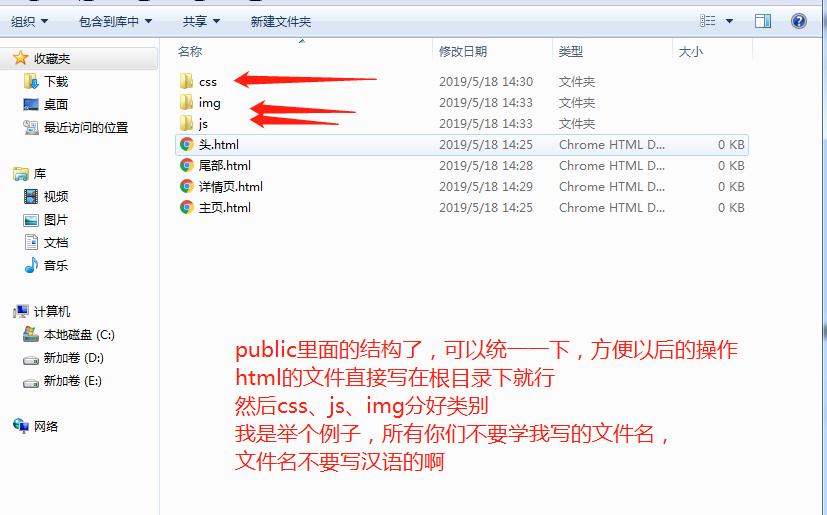 组织 包含到库中 共享 新建文件夹
名称 修改日期 类型 大小
收藏夹
下载
桌面
最近访问的位置
库
视频
图片
文档
音乐
计算机
本地磁盘 (C:)
新加卷 (D:)
新加卷 (E:)
网络
css 2019/5/18 14:30 文件夹
img 2019/5/18 14:33 文件夹
js 2019/5/18 14:33 文件夹
头.html 2019/5/18 14:25 Chrome HTML D... 0 KB
尾部.html 2019/5/18 14:28 Chrome HTML D... 0 KB
详情页.html 2019/5/18 14:29 Chrome HTML D... 0 KB
主页.html 2019/5/18 14:25 Chrome HTML D... 0 KB
public里面的结构了，可以统一一下，方便以后的操作
html的文件直接写在根目录下就行
然后css、js、img分好类别
我是举个例子，所有你们不要学我写的文件名，
文件名不要写汉语的啊